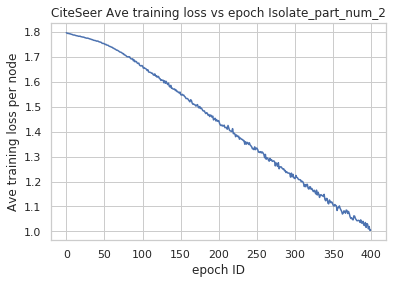 CiteSeer Ave training loss vs epoch Isolate_part_num_2
Ave training loss per node
1.8
1.7
1.6
1.5
1.4
1.3
1.2
1.1
1.0
0 50 100 150 200 250 300 350 400
epoch ID